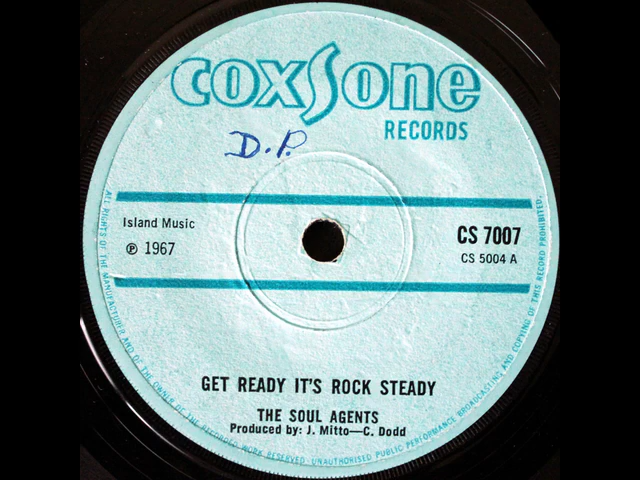 coxsone
RECORDS
D.P.
Island Music
CS 7007
℗ 1967
CS 5004 A
GET READY IT'S ROCK STEADY
THE SOUL AGENTS
Produced by: J. Mitto—C. Dodd
ALL RIGHTS OF THE MANUFACTURER AND OF THE OWNER OF THE RECORDED WORK RESERVED. UNAUTHORISED PUBLIC PERFORMANCE BROADCASTING AND COPYING OF THIS RECORD PROHIBITED.